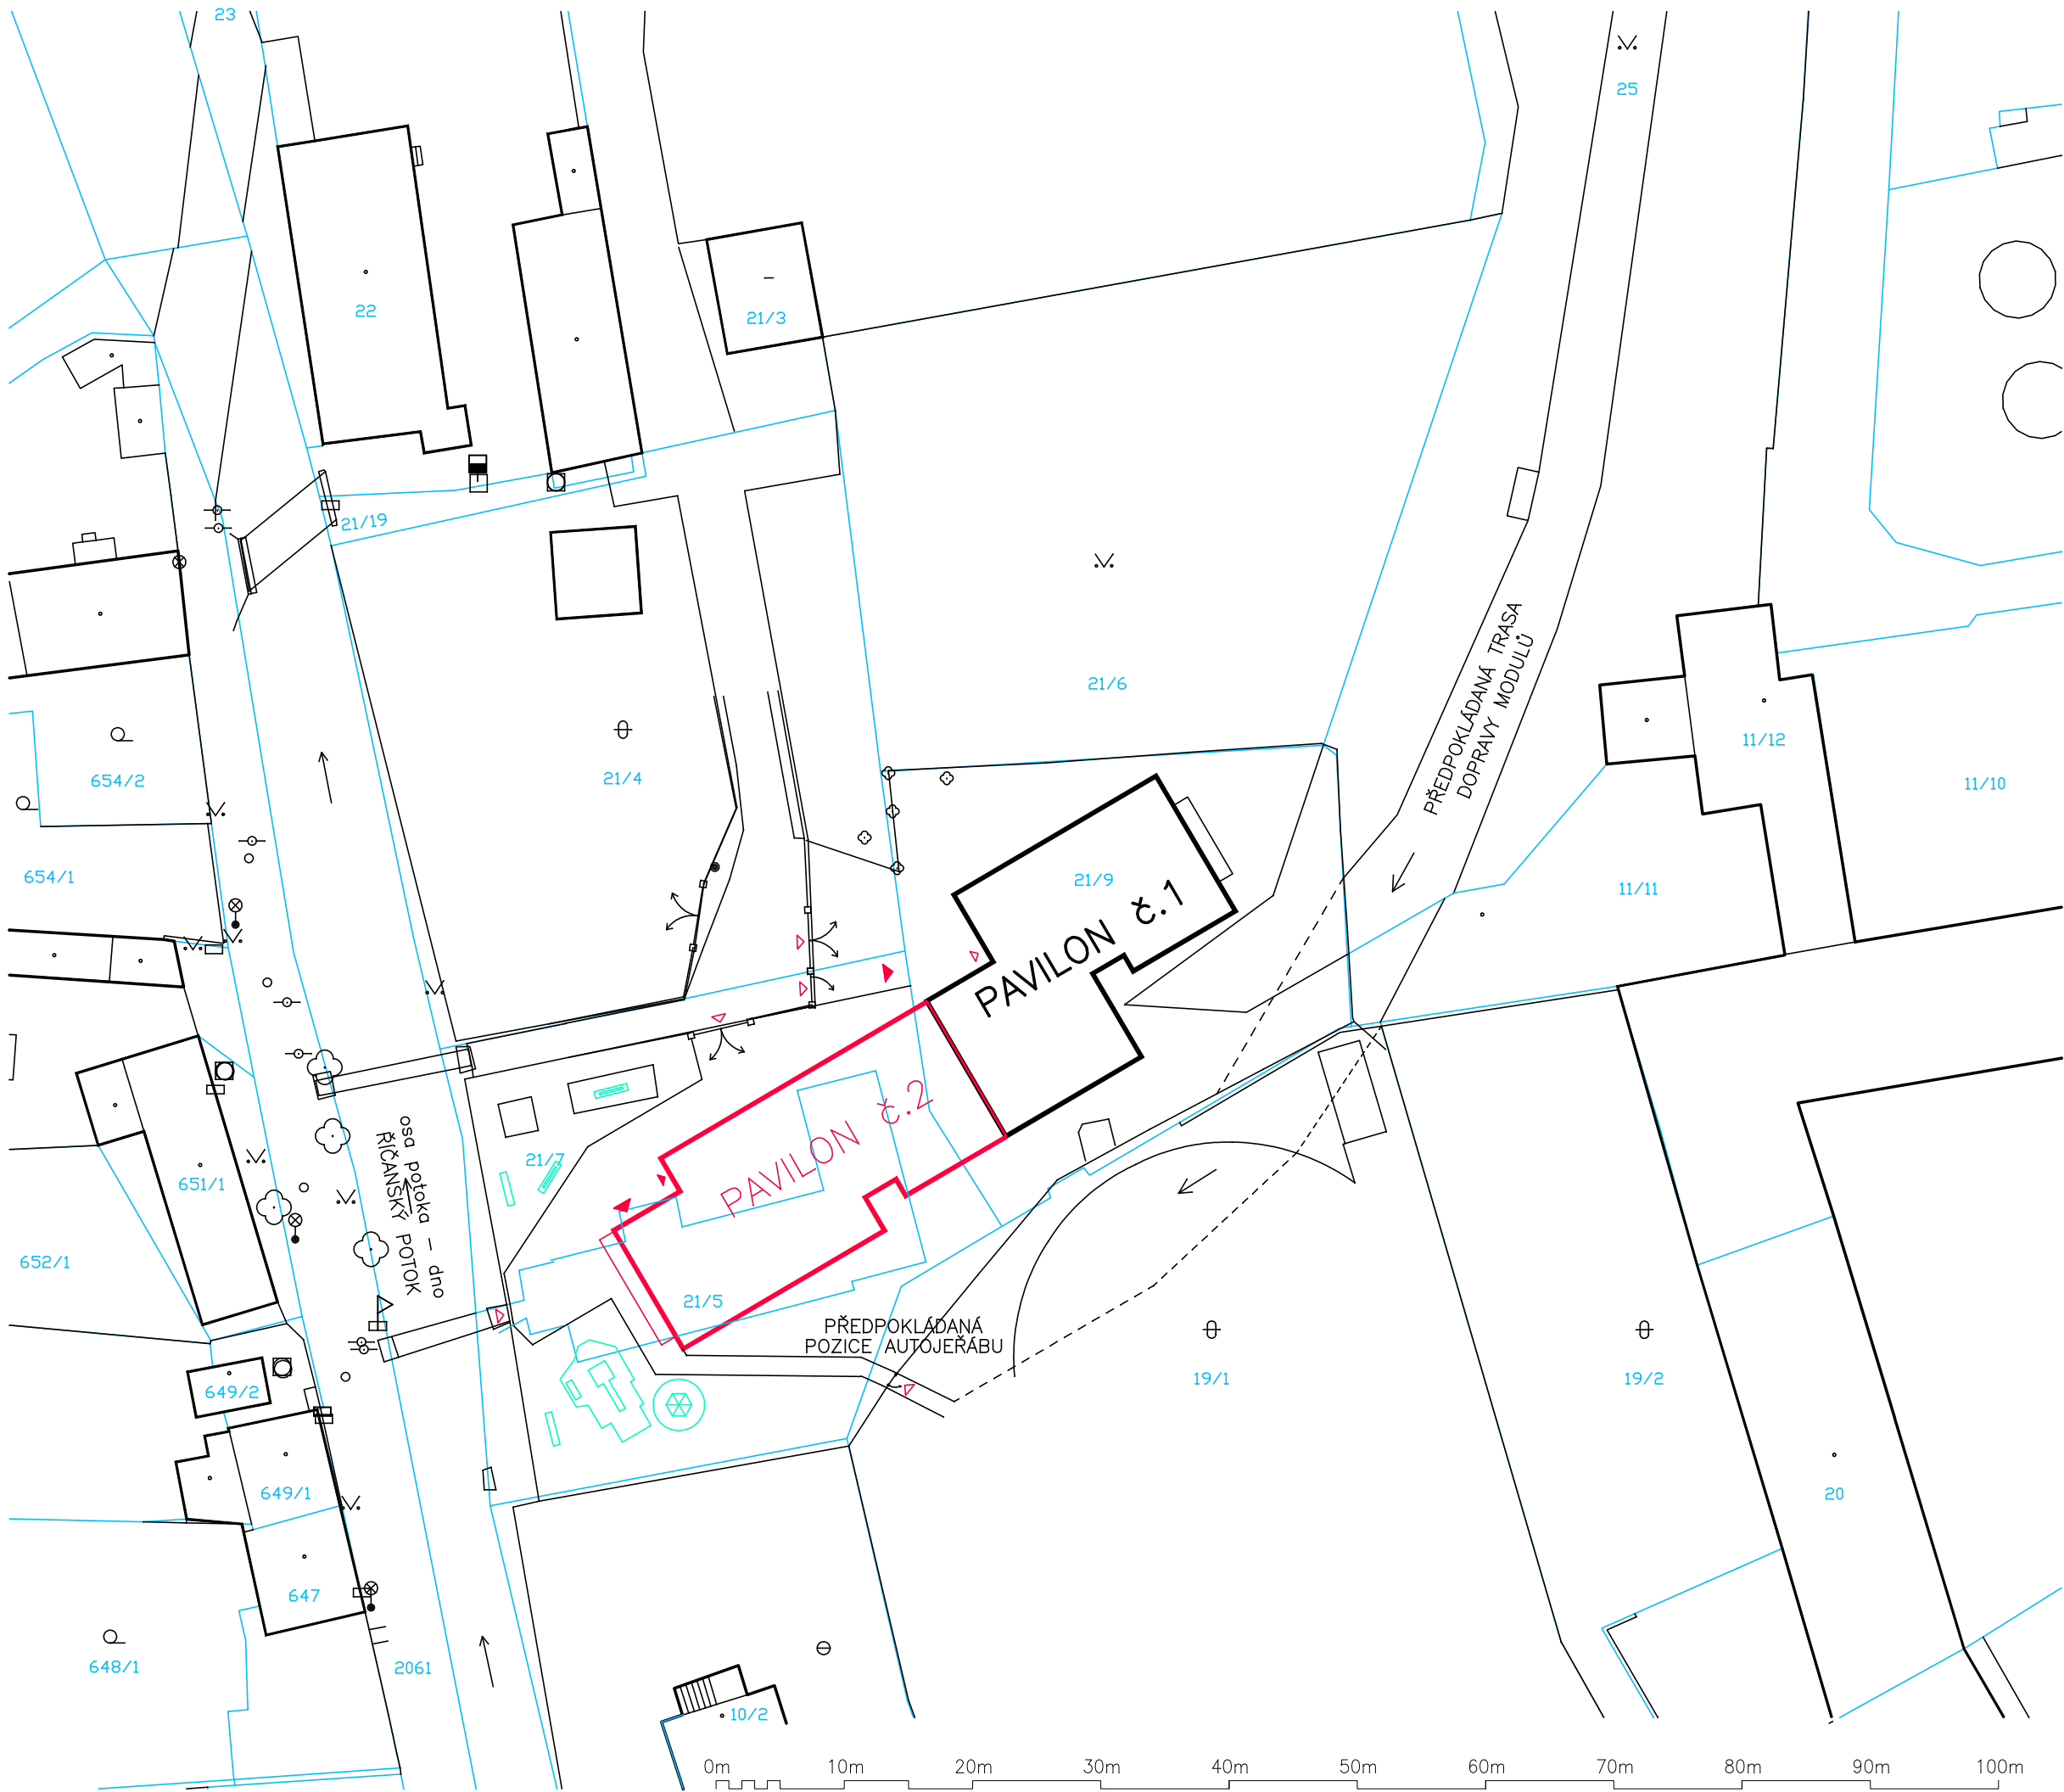 23
25
22
21/3
21/19
PŘEDPOKLÁDANÁ TRASA
DOPRAVY MODULŮ
21/6
11/12
654/2
21/4
11/10
654/1
21/9
11/11
PAVILON č.1
PAVILON č.2
osa potoka – dno
ŘÍČANSKÝ POTOK
21/7
651/1
652/1
21/5
PŘEDPOKLÁDANÁ
POZICE AUTOJEŘÁBU
649/2
19/1
19/2
649/1
20
647
648/1
2061
10/2
0m 10m 20m 30m 40m 50m 60m 70m 80m 90m 100m